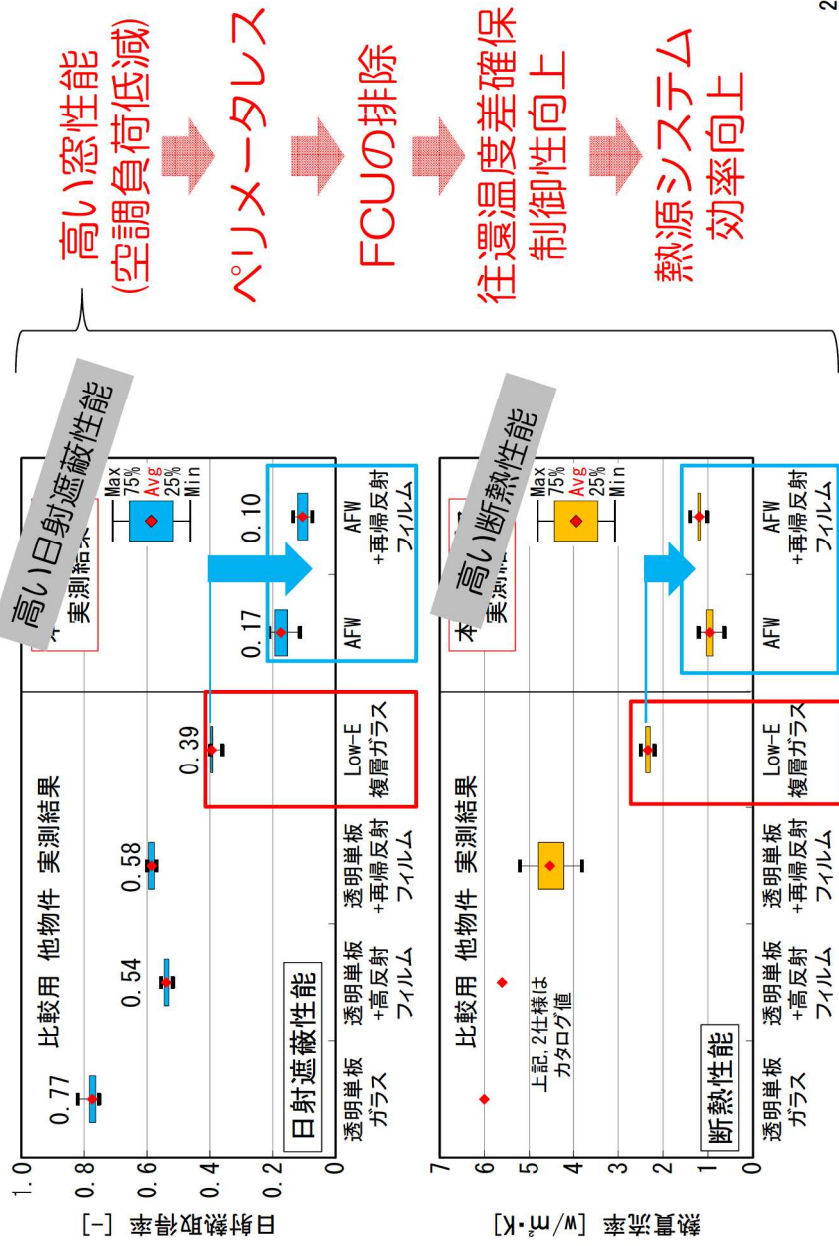 高い日射遮蔽性能
日射熱取得率 [-]
1.0
0.8
0.6
0.4
0.2
0
比較用 他物件 実測結果
実測結果
0.77
0.54
0.58
0.39
0.17
0.10
Max
75%
Avg
25%
Min
日射遮蔽性能
透明単板
ガラス
透明単板
+高反射
フィルム
透明単板
+再帰反射
フィルム
Low-E
複層ガラス
AFW
AFW
+再帰反射
フィルム
高い断熱性能
熱貫流率 [W/㎡・K]
7
6
5
4
3
2
1
0
比較用 他物件 実測結果
本
実測結果
上記, 2仕様は
カタログ値
Max
75%
Avg
25%
Min
断熱性能
透明単板
ガラス
透明単板
+高反射
フィルム
透明単板
+再帰反射
フィルム
Low-E
複層ガラス
AFW
AFW
+再帰反射
フィルム
高い窓性能
(空調負荷低減)
ペリメータレス
FCUの排除
往還温度差確保
制御性向上
熱源システム
効率向上
2